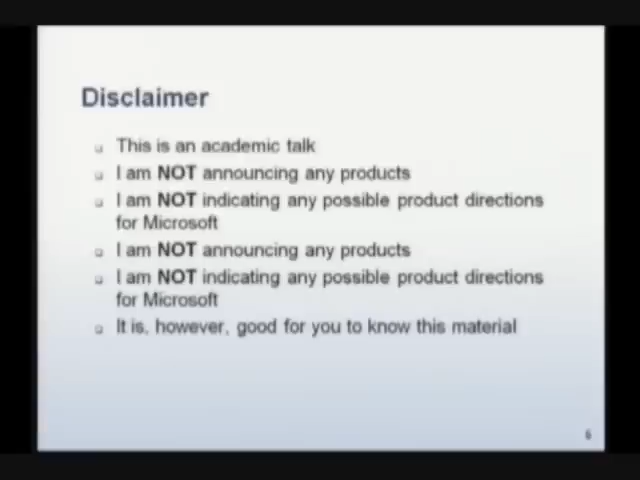 Disclaimer
This is an academic talk
I am NOT announcing any products
I am NOT indicating any possible product directions
for Microsoft
I am NOT announcing any products
I am NOT indicating any possible product directions
for Microsoft
It is, however, good for you to know this material
6